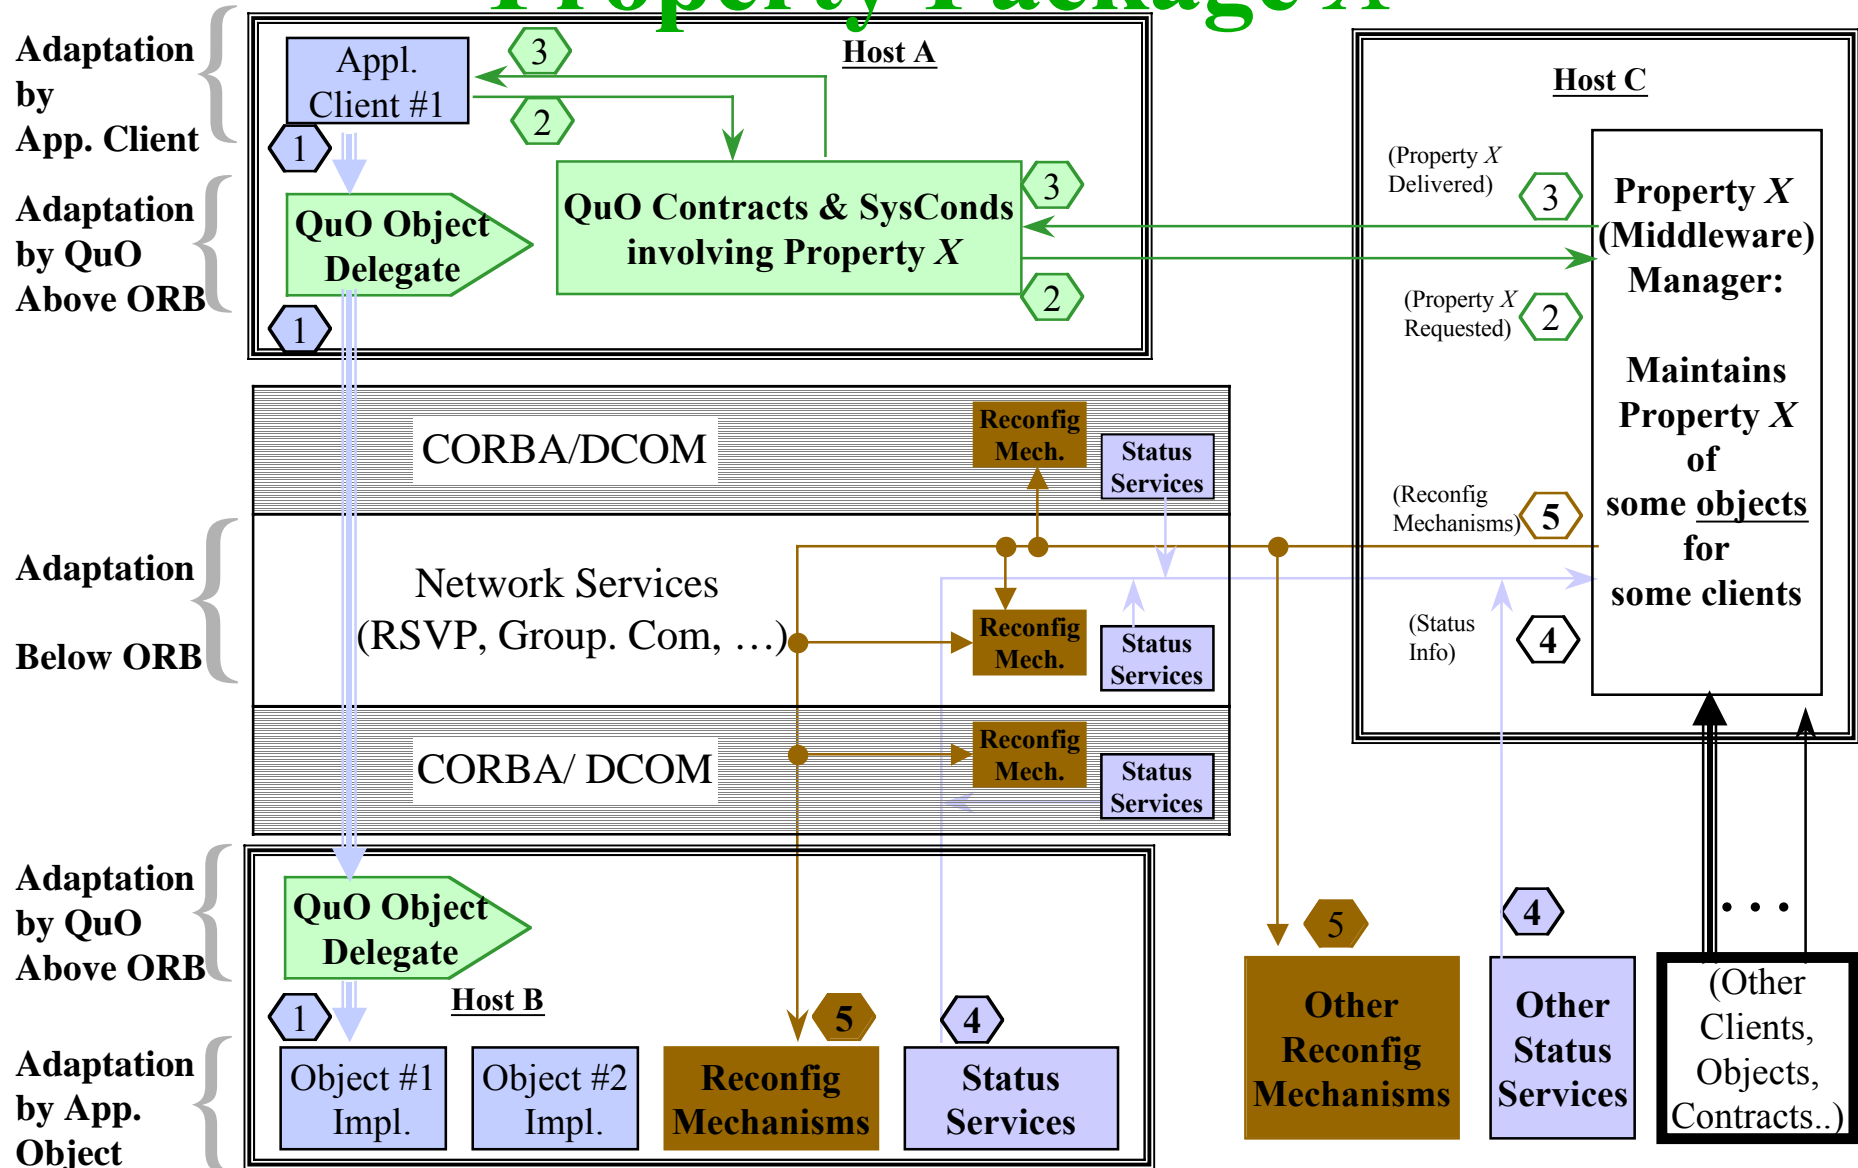 Property Package X
Adaptation
by
App. Client
Adaptation
by QuO
Above ORB
Adaptation
Below ORB
Adaptation
by QuO
Above ORB
Adaptation
by App.
Object
Host A
Appl.
Client #1
3
2
1
QuO Object
Delegate
1
QuO Contracts & SysConds
involving Property X
3
2
Host C
(Property X
Delivered)
3
(Property X
Requested)
2
(Reconfig
Mechanisms)
5
(Status
Info)
4
Property X
(Middleware)
Manager:
Maintains
Property X
of
some objects
for
some clients
CORBA/DCOM
Reconfig
Mech.
Status
Services
Network Services
(RSVP, Group. Com, …)
Reconfig
Mech.
Status
Services
CORBA/ DCOM
Reconfig
Mech.
Status
Services
QuO Object
Delegate
Host B
1
5
4
Object #1
Impl.
Object #2
Impl.
Reconfig
Mechanisms
Status
Services
5
Other
Reconfig
Mechanisms
4
Other
Status
Services
...
(Other
Clients,
Objects,
Contracts..)